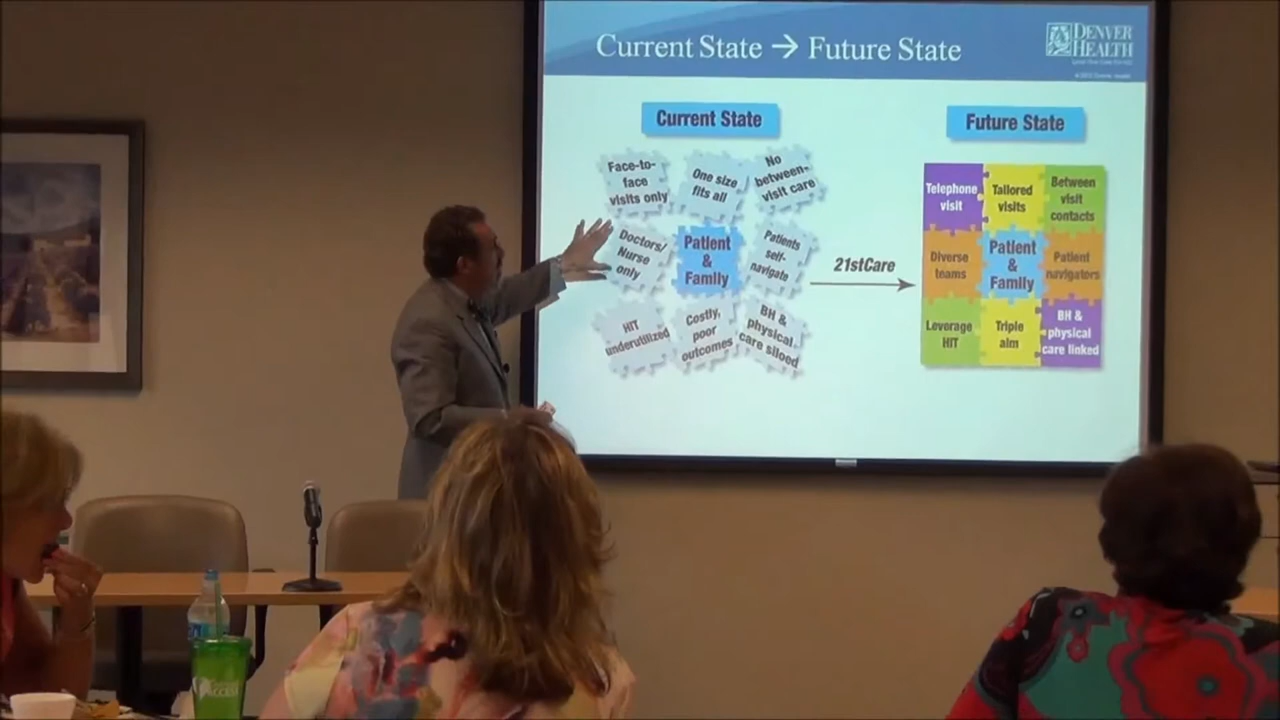 Current State → Future State
DENVER
HEALTH
Current State
Future State
Face-to-
face
visits only
One size
fits all
No
between-
visit care
Doctors/
Nurse
only
Patient
&
Family
Patients
self-
navigate
HIT
underutilized
Costly,
poor
outcomes
BH &
physical
care siloed
21stCare
Telephone
visit
Tailored
visits
Between
visit
contacts
Diverse
teams
Patient
&
Family
Patient
navigators
Leverage
HIT
Triple
aim
BH &
physical
care linked
ACCESS